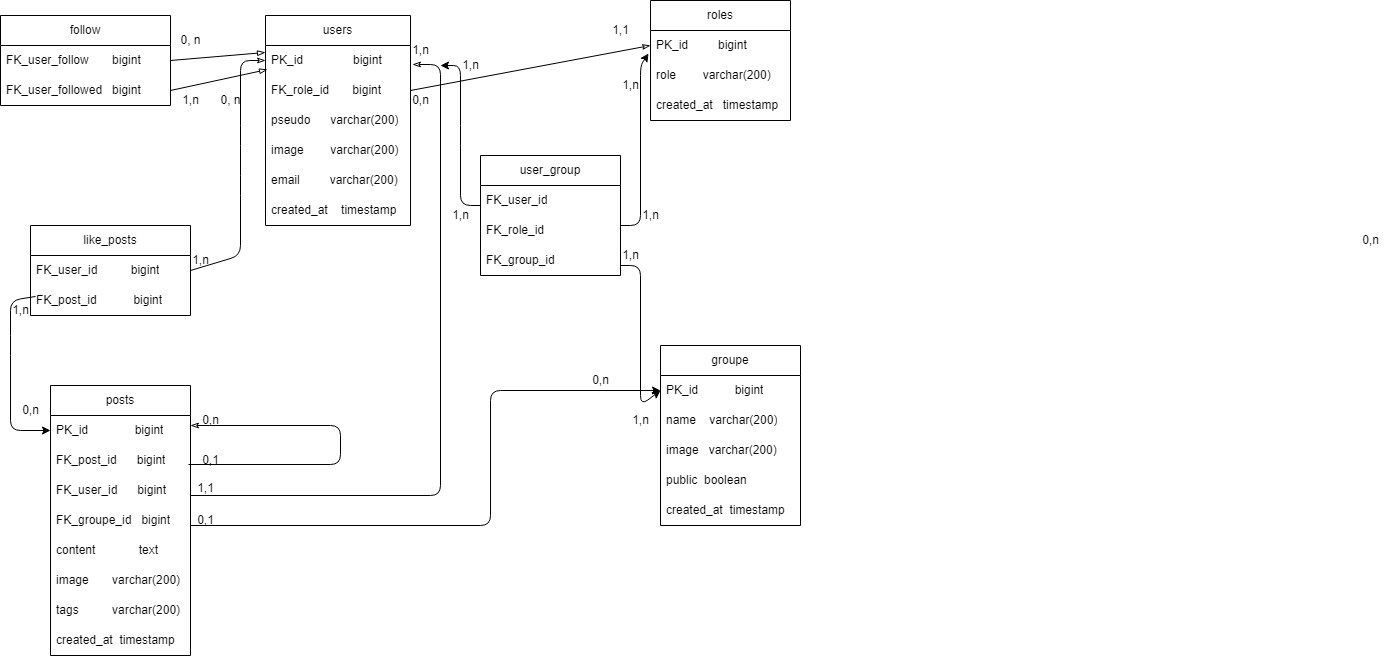 follow
FK_user_follow bigint
FK_user_followed bigint
0, n
1,n
0, n
users
PK_id bigint
FK_role_id bigint
pseudo varchar(200)
image varchar(200)
email varchar(200)
created_at timestamp
1,n
1,n
0,n
1,1
roles
PK_id bigint
role varchar(200)
created_at timestamp
1,n
user_group
FK_user_id
FK_role_id
FK_group_id
1,n
1,n
1,n
0,n
like_posts
FK_user_id bigint
FK_post_id bigint
1,n
1,n
0,n
posts
PK_id bigint
FK_post_id bigint
FK_user_id bigint
FK_groupe_id bigint
content text
image varchar(200)
tags varchar(200)
created_at timestamp
0,n
0,1
1,1
0,1
0,n
1,n
groupe
PK_id bigint
name varchar(200)
image varchar(200)
public boolean
created_at timestamp